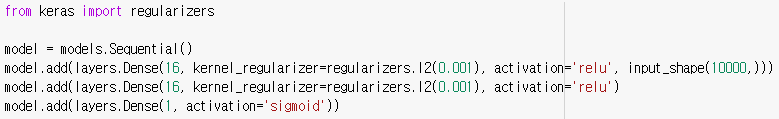 from keras import regularizers
model = models.Sequential()
model.add(layers.Dense(16, kernel_regularizer=regularizers.l2(0.001), activation='relu', input_shape(10000,)))
model.add(layers.Dense(16, kernel_regularizer=regularizers.l2(0.001), activation='relu')
model.add(layers.Dense(1, activation='sigmoid'))